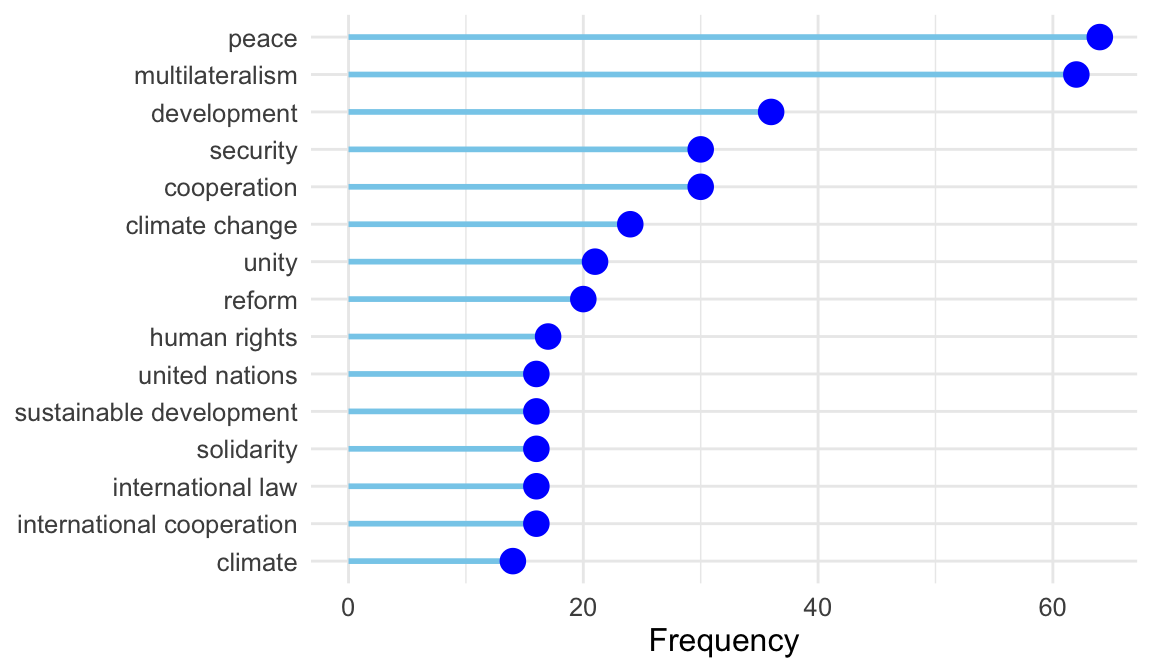 peace
multilateralism
development
security
cooperation
climate change
unity
reform
human rights
united nations
sustainable development
solidarity
international law
international cooperation
climate
0 20 40 60
Frequency